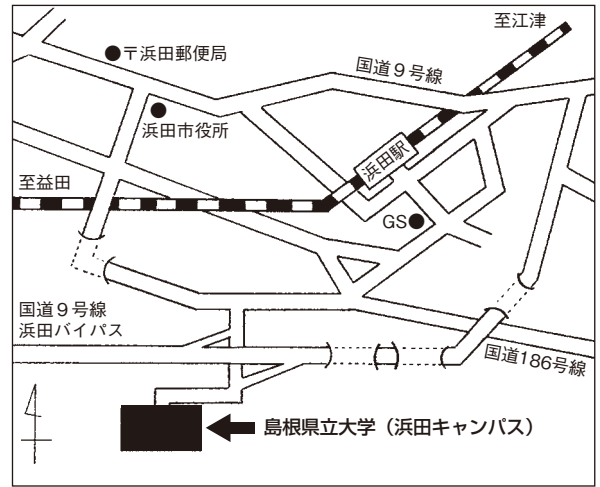 至江津
〒浜田郵便局
国道9号線
浜田市役所
浜田駅
至益田
GS
国道9号線
浜田バイパス
国道186号線
島根県立大学（浜田キャンパス）